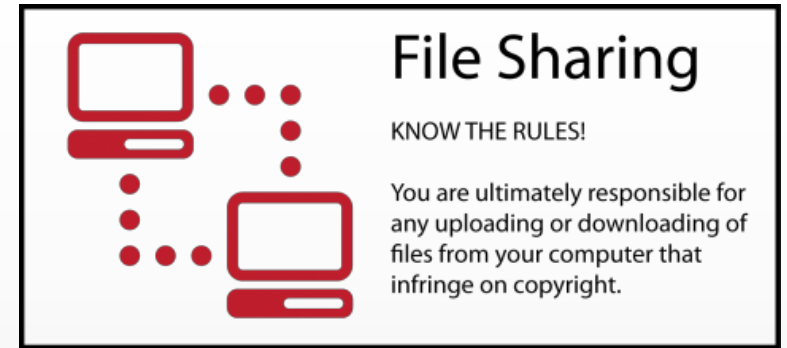 File Sharing
KNOW THE RULES!
You are ultimately responsible for
any uploading or downloading of
files from your computer that
infringe on copyright.